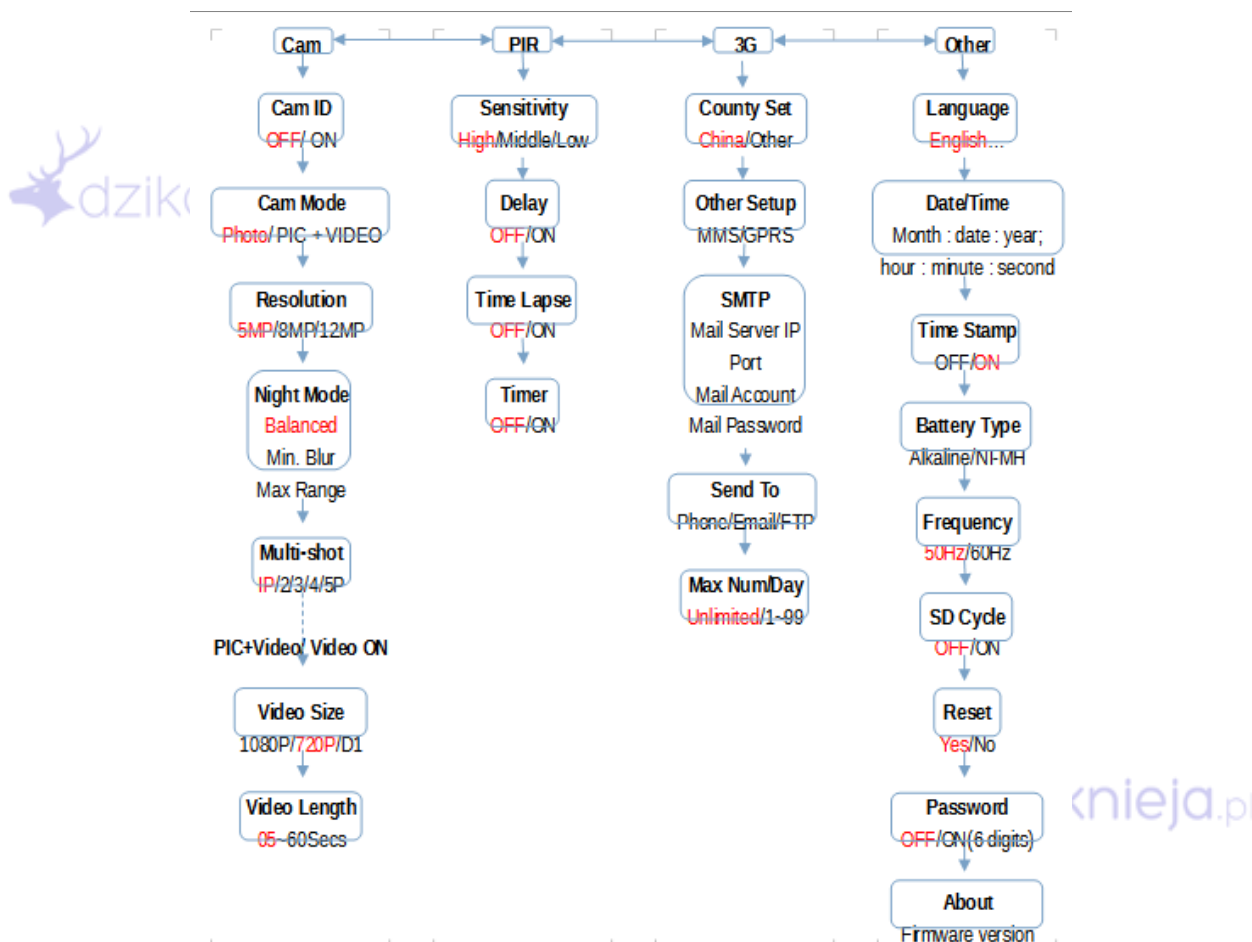 Cam
Cam ID
OFF/ ON
Cam Mode
Photo/ PIC + VIDEO
Resolution
5MP/8MP/12MP
Night Mode
Balanced
Min. Blur
Max Range
Multi-shot
IP/2/3/4/5P
PIC+Video/ Video ON
Video Size
1080P/720P/D1
Video Length
05~60Secs
PIR
Sensitivity
High/Middle/Low
Delay
OFF/ON
Time Lapse
OFF/ON
Timer
OFF/ON
3G
County Set
China/Other
Other Setup
MMS/GPRS
SMTP
Mail Server IP
Port
Mail Account
Mail Password
Send To
Phone/Email/FTP
Max Num/Day
Unlimited/1~99
Other
Language
English...
Date/Time
Month : date : year;
hour : minute : second
Time Stamp
OFF/ON
Battery Type
Alkaline/NI-MH
Frequency
50Hz/60Hz
SD Cycle
OFF/ON
Reset
Yes/No
Password
OFF/ON(6 digits)
About
Firmware version